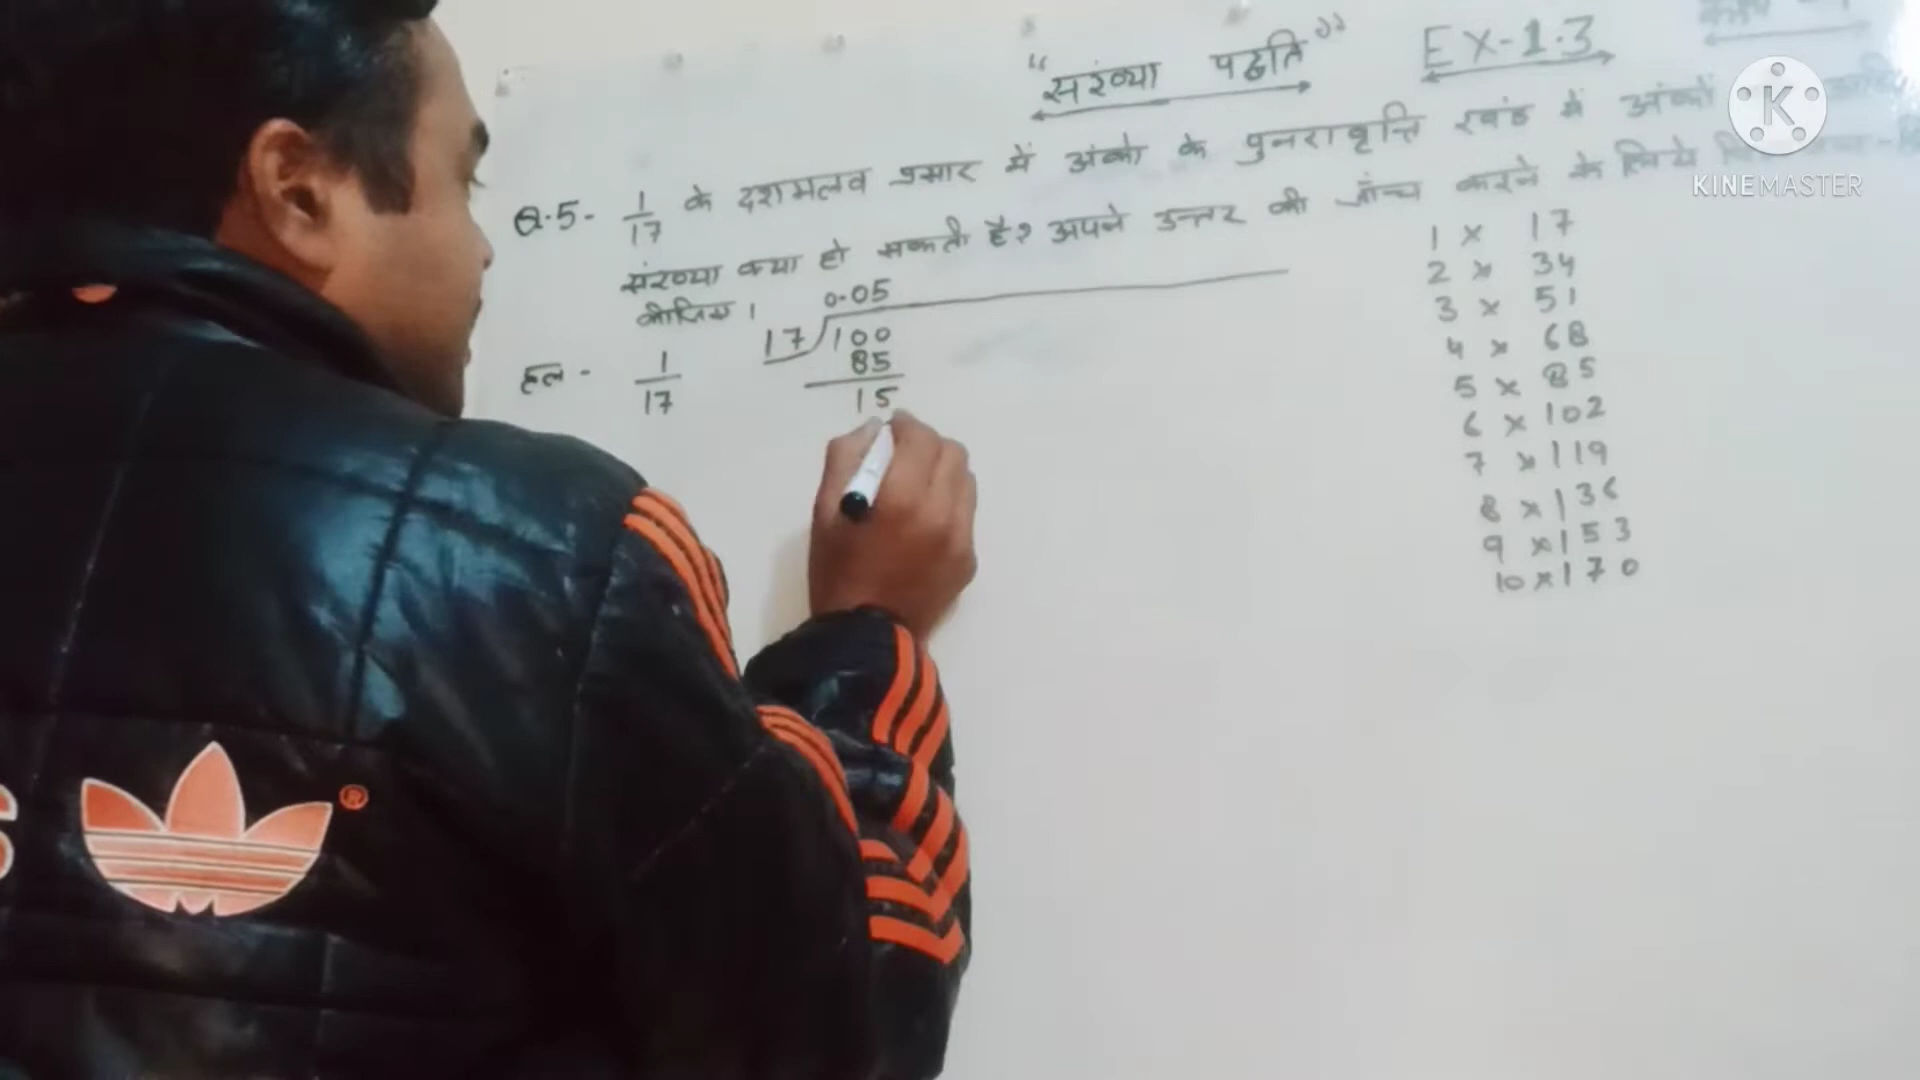 "संख्या पद्धति" EX-1.3
Q.5- 1/17 के दशमलव प्रसार में अंको के पुनरावृत्ति खंड में अंकों
संख्या क्या हो सकती है? अपने उत्तर की जाँच करने के लिये
कीजिए।
हल- 1/17
0.05
17 100
85
15
1 x 17
2 x 34
3 x 51
4 x 68
5 x 85
6 x 102
7 x 119
8 x 136
9 x 153
10 x 170
K
KINEMASTER
®